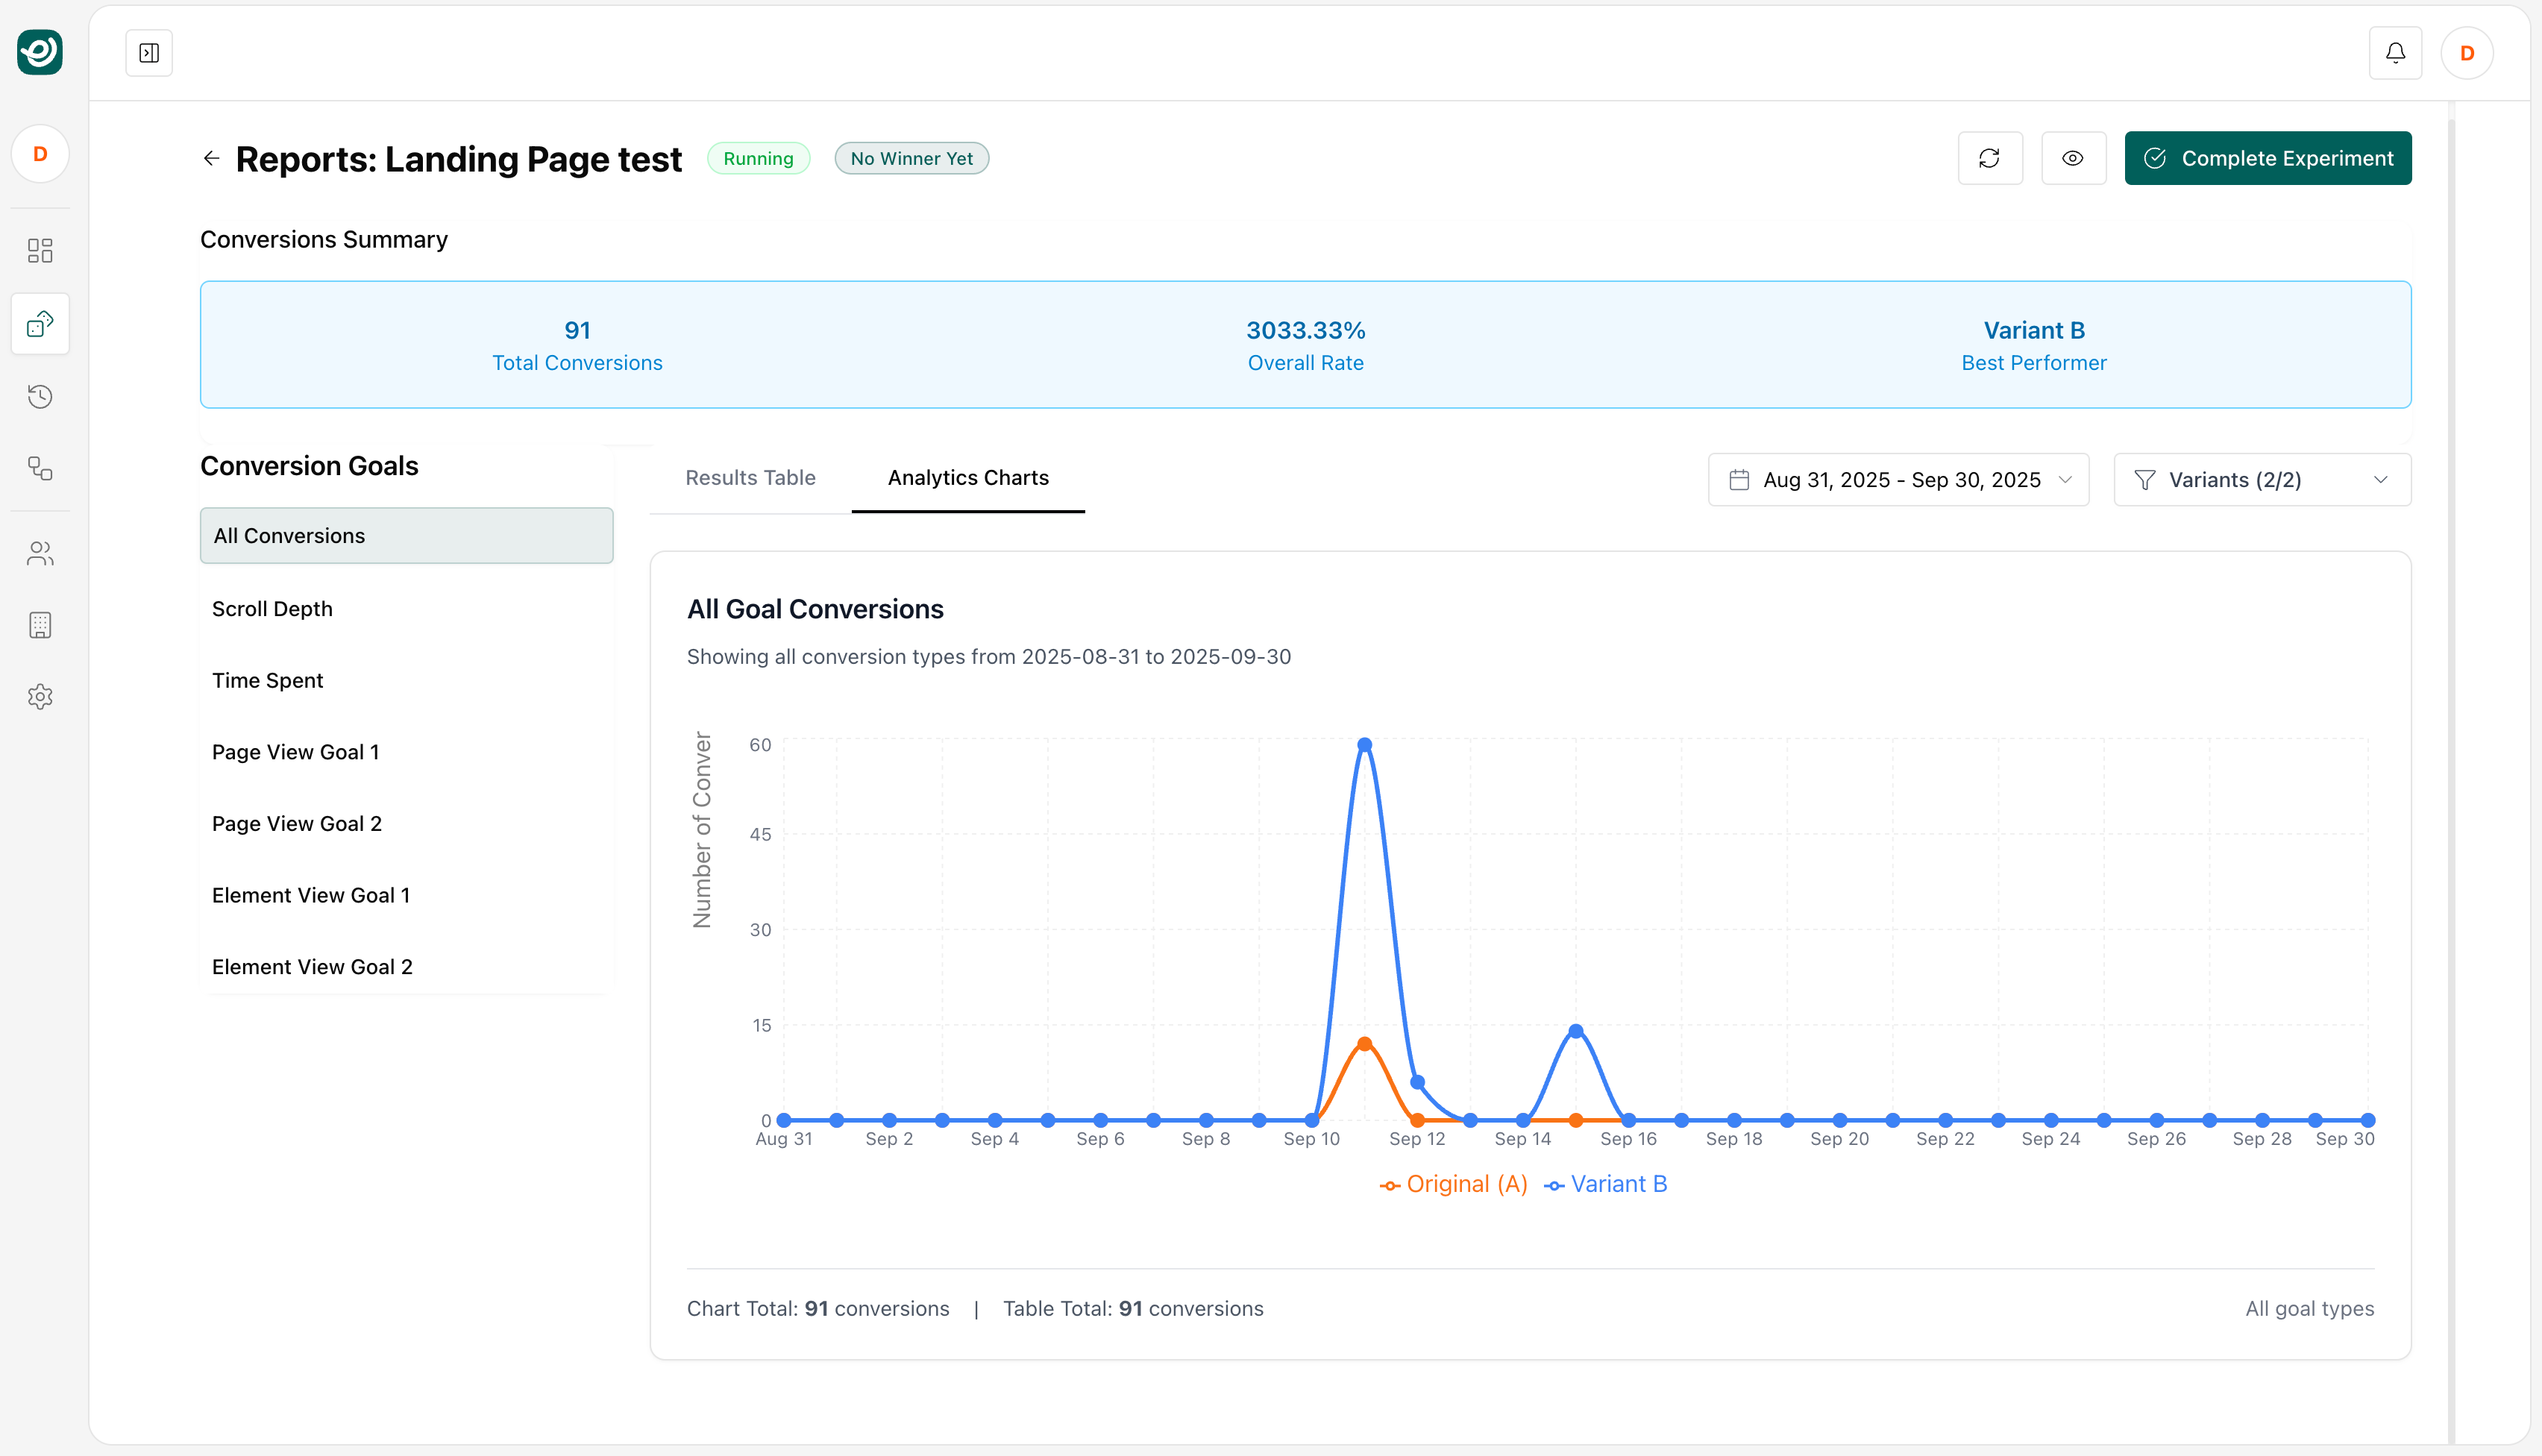 D
D
Reports: Landing Page test
Running
No Winner Yet
Complete Experiment
Conversions Summary
91
Total Conversions
3033.33%
Overall Rate
Variant B
Best Performer
Conversion Goals
All Conversions
Scroll Depth
Time Spent
Page View Goal 1
Page View Goal 2
Element View Goal 1
Element View Goal 2
Results Table
Analytics Charts
Aug 31, 2025 - Sep 30, 2025
Variants (2/2)
All Goal Conversions
Showing all conversion types from 2025-08-31 to 2025-09-30
Number of Conver
60
45
30
15
0
Aug 31 Sep 2 Sep 4 Sep 6 Sep 8 Sep 10 Sep 12 Sep 14 Sep 16 Sep 18 Sep 20 Sep 22 Sep 24 Sep 26 Sep 28 Sep 30
Original (A) Variant B
Chart Total: 91 conversions | Table Total: 91 conversions
All goal types